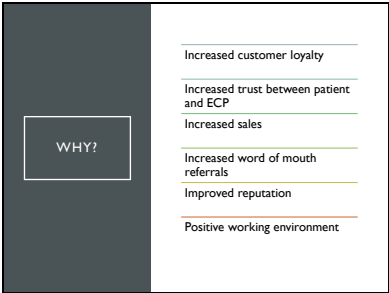 WHY?
Increased customer loyalty
Increased trust between patient
and ECP
Increased sales
Increased word of mouth
referrals
Improved reputation
Positive working environment